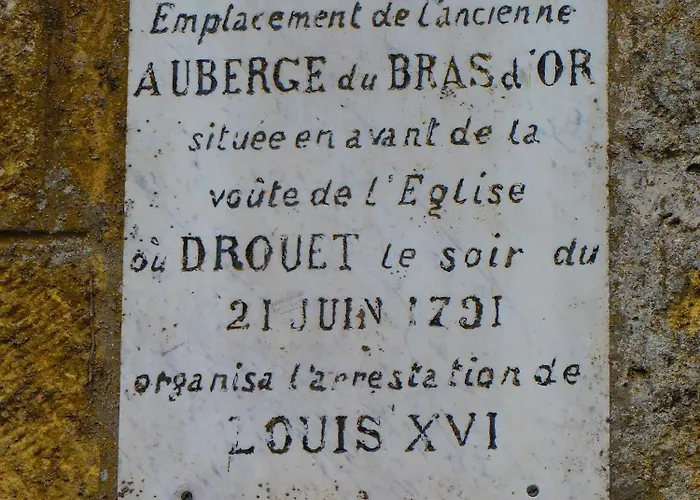 Emplacement de l'ancienne
AUBERGE du BRAS d'OR
située en avant de la
voûte de l'Eglise
où DROUET le soir du
21 JUIN 1791
organisa l'arrestation de
LOUIS XVI